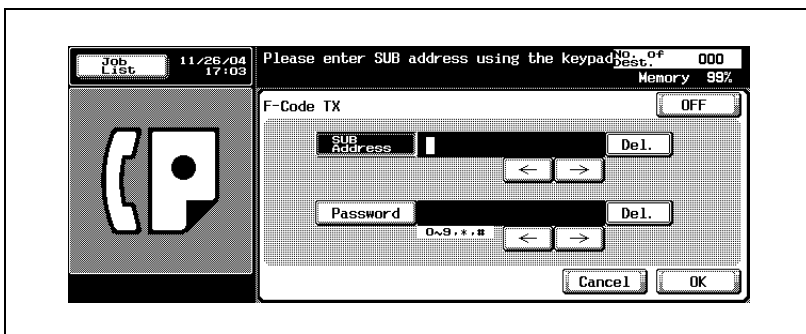 Job
List
11/26/04
17:03
Please enter SUB address using the keypad
No. of
Dest.
000
Memory 99%
F-Code TX
OFF
SUB
Address
Del.
← →
Password
Del.
0~9,*,#
← →
Cancel
OK